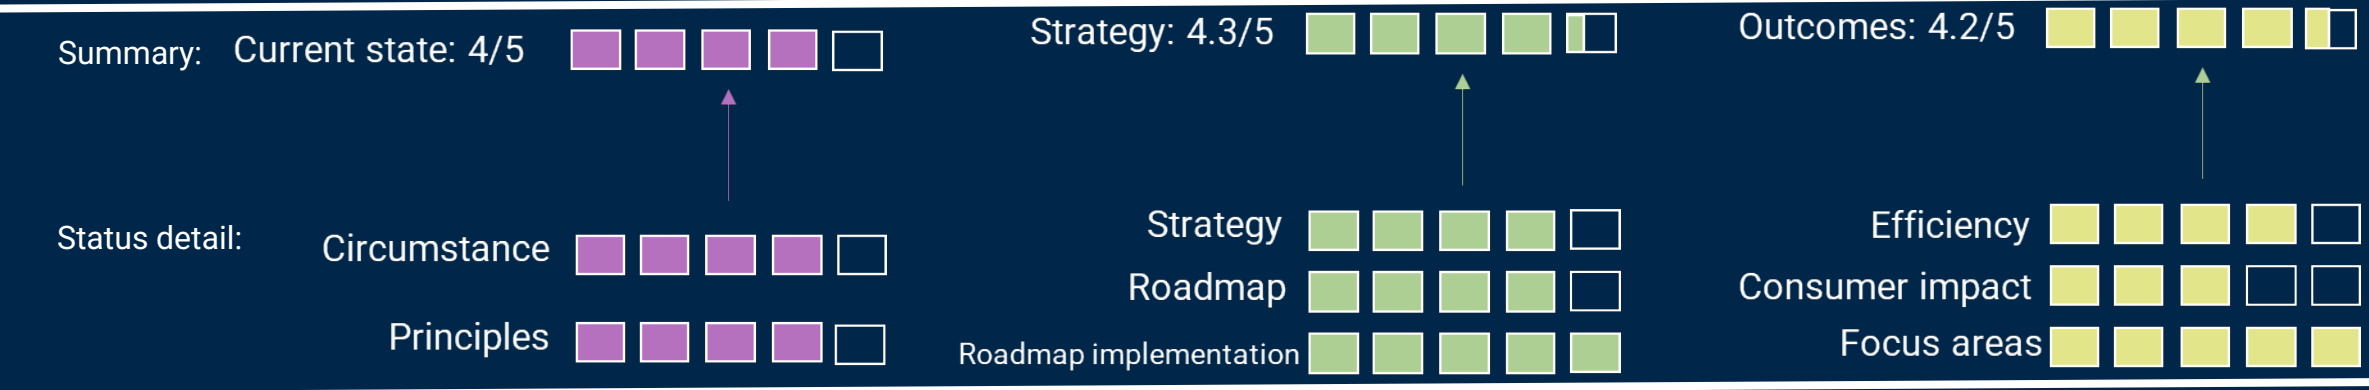 Summary:
Current state: 4/5
Strategy: 4.3/5
Outcomes: 4.2/5
Status detail:
Circumstance
Principles
Strategy
Roadmap
Roadmap implementation
Efficiency
Consumer impact
Focus areas